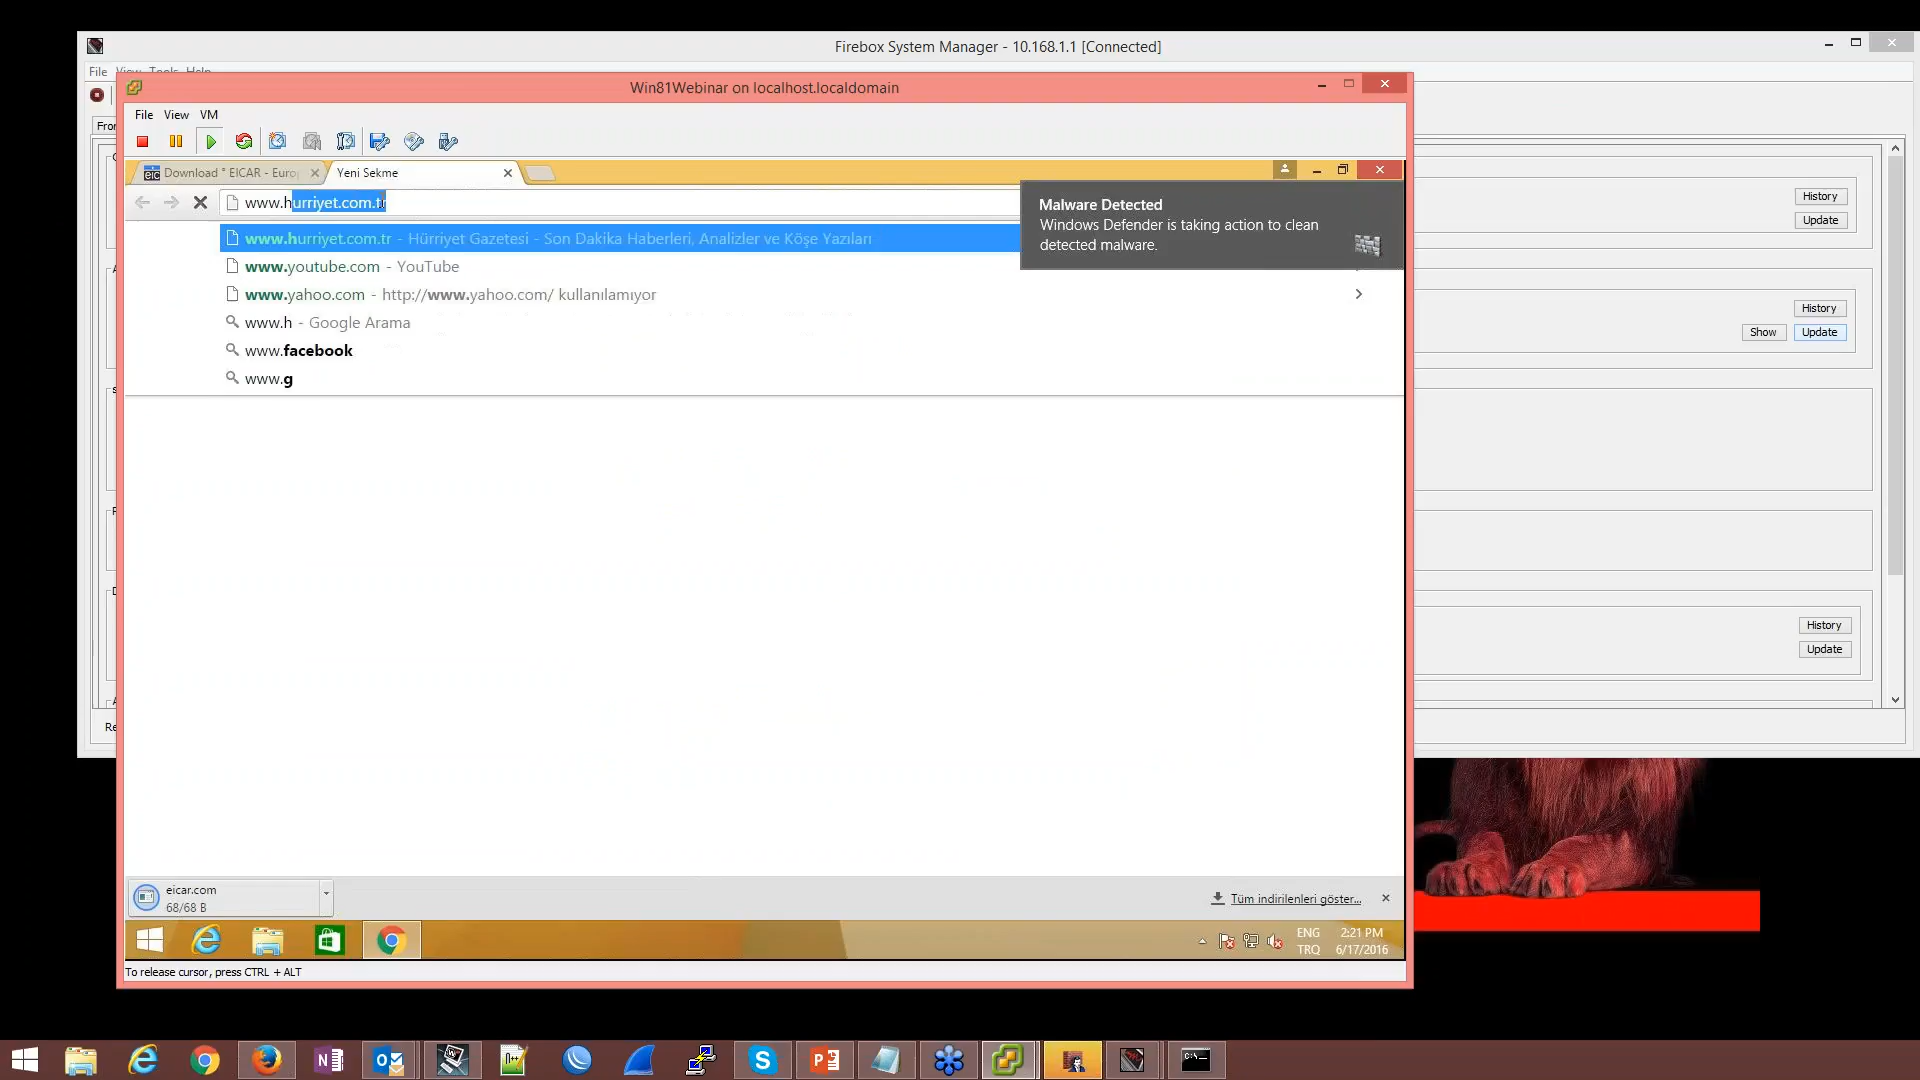 Firebox System Manager - 10.168.1.1 [Connected]
File View Tools Help
Win81Webinar on localhost.localdomain
File View VM
Download * EICAR - Europ
Yeni Sekme
www.hurriyet.com.tr
www.hurriyet.com.tr - Hürriyet Gazetesi - Son Dakika Haberleri, Analizler ve Köşe Yazıları
www.youtube.com - YouTube
www.yahoo.com - http://www.yahoo.com/ kullanılamıyor
www.h - Google Arama
www.facebook
www.g
Malware Detected
Windows Defender is taking action to clean
detected malware.
History
Update
History
Show Update
History
Update
eicar.com
68/68 B
Tüm indirilenleri göster...
ENG 2:21 PM
TRQ 6/17/2016
To release cursor, press CTRL + ALT